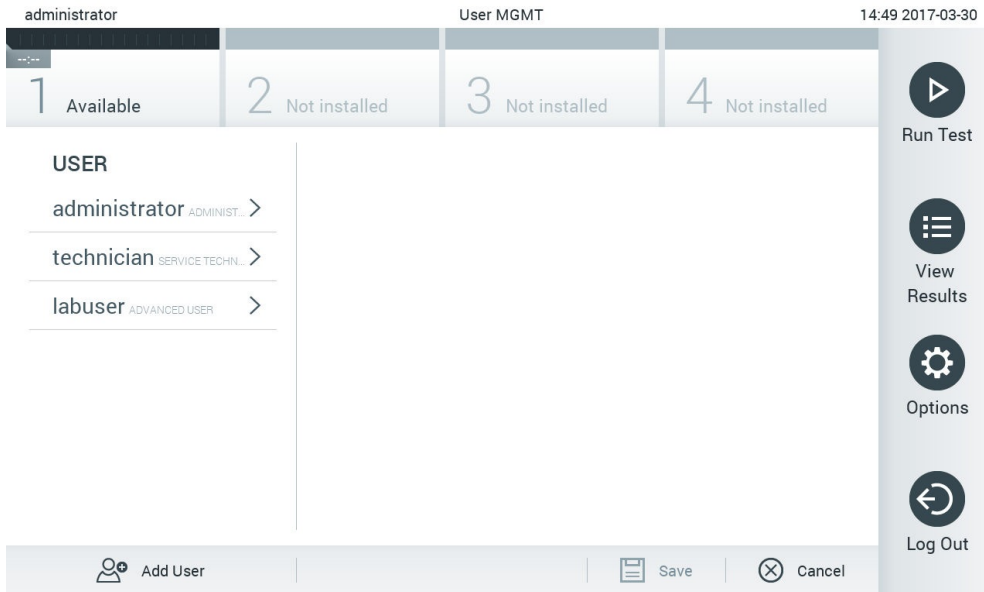 administrator User MGMT 14:49 2017-03-30
--:--
1 Available 2 Not installed 3 Not installed 4 Not installed
Run Test
USER
administrator ADMINIST...
technician SERVICE TECHN...
labuser ADVANCED USER
View
Results
Options
Log Out
Add User Save Cancel